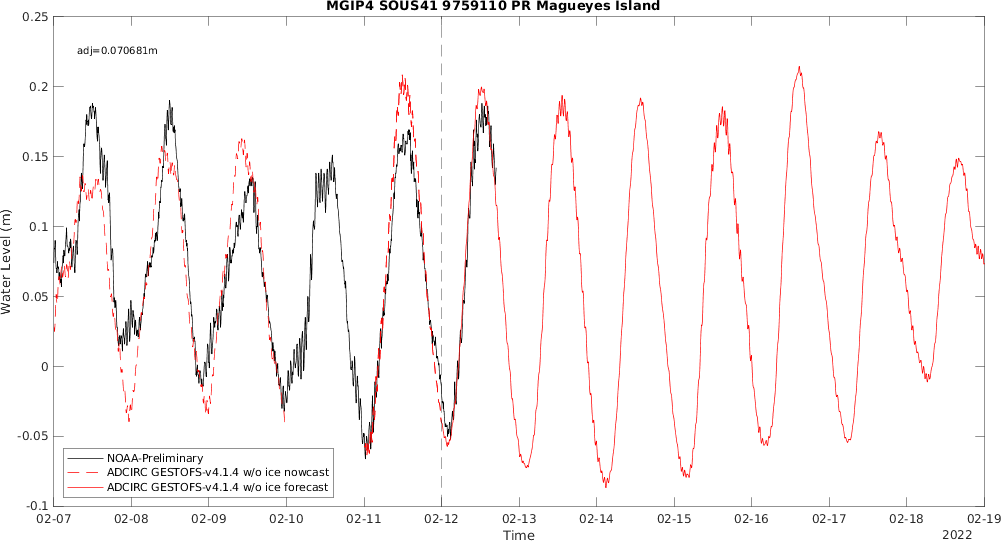 MGIP4 SOUS41 9759110 PR Magueyes Island
adj=0.070681m
0.25
0.2
0.15
0.1
0.05
0
-0.05
-0.1
Water Level (m)
NOAA-Preliminary
ADCIRC GESTOFS-v4.1.4 w/o ice nowcast
ADCIRC GESTOFS-v4.1.4 w/o ice forecast
02-07 02-08 02-09 02-10 02-11 02-12 02-13 02-14 02-15 02-16 02-17 02-18 02-19
Time
2022